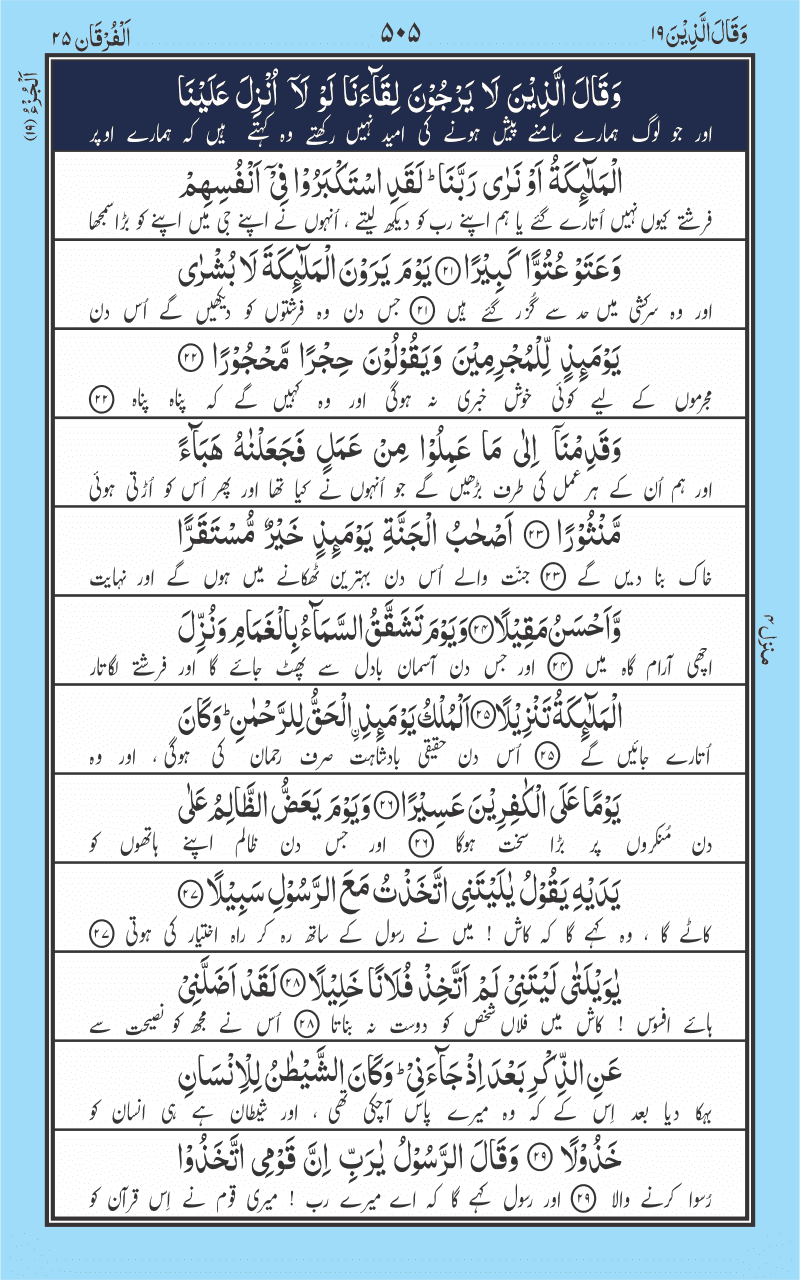 وَقَالَ الَّذِيْنَ ١٩
۵۰۵
اَلْفُرْقَان ٢۵
اَلْجُزْءُ (١٩)
وَقَالَ الَّذِيْنَ لَا يَرْجُوْنَ لِقَآءَنَا لَوْ لَآ اُنْزِلَ عَلَيْنَا
اور جو لوگ ہمارے سامنے پیش ہونے کی امید نہیں رکھتے وہ کہتے ہیں کہ ہمارے اوپر
الْمَلٰٓئِكَةُ اَوْ نَرٰى رَبَّنَا ؕ لَقَدِ اسْتَكْبَرُوْا فِيْٓ اَنْفُسِهِمْ
فرشتے کیوں نہیں اُتارے گئے یا ہم اپنے رب کو دیکھ لیتے ، اُنہوں نے اپنے جی میں اپنے کو بڑا سمجھا
وَعَتَوْ عُتُوًّا كَبِيْرًا ﴿٢١﴾ يَوْمَ يَرَوْنَ الْمَلٰٓئِكَةَ لَا بُشْرٰى
اور وہ سرکشی میں حد سے گُزر گئے ہیں ﴿٢١﴾ جس دن وہ فرشتوں کو دیکھیں گے اُس دن
يَوْمَئِذٍ لِّلْمُجْرِمِيْنَ وَيَقُوْلُوْنَ حِجْرًا مَّحْجُوْرًا ﴿٢٢﴾
مجرموں کے لیے کوئی خوش خبری نہ ہوگی اور وہ کہیں گے کہ پناہ پناہ ﴿٢٢﴾
وَقَدِمْنَآ اِلٰى مَا عَمِلُوْا مِنْ عَمَلٍ فَجَعَلْنٰهُ هَبَآءً
اور ہم اُن کے ہر عمل کی طرف بڑھیں گے جو اُنہوں نے کیا تھا اور پھر اُس کو اُڑتی ہوئی
مَّنْثُوْرًا ﴿٢٣﴾ اَصْحٰبُ الْجَنَّةِ يَوْمَئِذٍ خَيْرٌ مُّسْتَقَرًّا
خاک بنا دیں گے ﴿٢٣﴾ جنّت والے اُس دن بہترین ٹھکانے میں ہوں گے اور نہایت
وَّاَحْسَنُ مَقِيْلًا ﴿٢٤﴾ وَيَوْمَ تَشَقَّقُ السَّمَآءُ بِالْغَمَامِ وَنُزِّلَ
اچھی آرام گاہ میں ﴿٢٤﴾ اور جس دن آسمان بادل سے پھٹ جائے گا اور فرشتے لگاتار
الْمَلٰٓئِكَةُ تَنْزِيْلًا ﴿٢۵﴾ اَلْمُلْكُ يَوْمَئِذِ ۨالْحَقُّ لِلرَّحْمٰنِ ؕ وَكَانَ
اُتارے جائیں گے ﴿٢۵﴾ اُس دن حقیقی بادشاہت صرف رحمان کی ہوگی ، اور وہ
يَوْمًا عَلَى الْكٰفِرِيْنَ عَسِيْرًا ﴿٢٦﴾ وَيَوْمَ يَعَضُّ الظَّالِمُ عَلٰى
دن مُنکروں پر بڑا سخت ہوگا ﴿٢٦﴾ اور جس دن ظالم اپنے ہاتھوں کو
يَدَيْهِ يَقُوْلُ يٰلَيْتَنِى اتَّخَذْتُ مَعَ الرَّسُوْلِ سَبِيْلًا ﴿٢٧﴾
کاٹے گا ، وہ کہے گا کہ کاش ! میں نے رسول کے ساتھ رہ کر راہ اختیار کی ہوتی ﴿٢٧﴾
يٰوَيْلَتٰى لَيْتَنِيْ لَمْ اَتَّخِذْ فُلَانًا خَلِيْلًا ﴿٢٨﴾ لَقَدْ اَضَلَّنِيْ
ہائے افسوس ! کاش میں فلاں شخص کو دوست نہ بناتا ﴿٢٨﴾ اُس نے مجھ کو نصیحت سے
عَنِ الذِّكْرِ بَعْدَ اِذْ جَآءَنِيْ ؕ وَكَانَ الشَّيْطٰنُ لِلْاِنْسَانِ
بہکا دیا بعد اِس کے کہ وہ میرے پاس آچکی تھی ، اور شیطان ہے ہی انسان کو
خَذُوْلًا ﴿٢٩﴾ وَقَالَ الرَّسُوْلُ يٰرَبِّ اِنَّ قَوْمِى اتَّخَذُوْا
رُسوا کرنے والا ﴿٢٩﴾ اور رسول کہے گا کہ اے میرے رب ! میری قوم نے اِس قرآن کو
منزل ۴